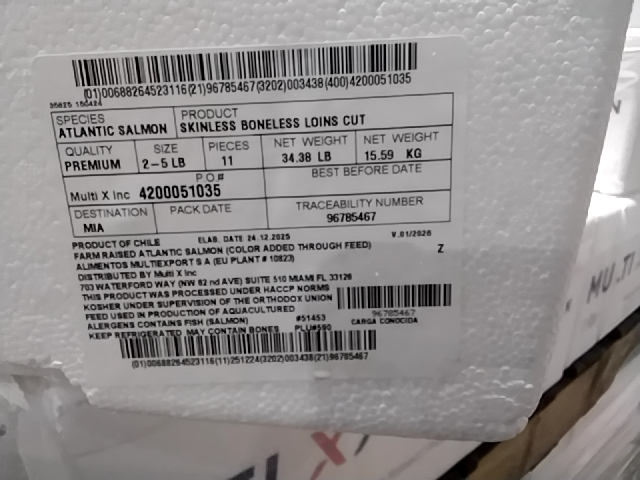 (01)00688264523116(21)96785467(3202)003438(400)4200051035
SPECIES
ATLANTIC SALMON
PRODUCT
SKINLESS BONELESS LOINS CUT
QUALITY
PREMIUM
SIZE
2-5 LB
PIECES
11
NET WEIGHT
34.38 LB
NET WEIGHT
15.59 KG
P.O.#
Multi X Inc 4200051035
BEST BEFORE DATE
DESTINATION
MIA
PACK DATE
TRACEABILITY NUMBER
96785467
PRODUCT OF CHILE ELAB. DATE 24.12.2025 V.01/2026
FARM RAISED ATLANTIC SALMON (COLOR ADDED THROUGH FEED) Z
ALIMENTOS MULTIEXPORT S A (EU PLANT # 10823)
DISTRIBUTED BY Multi X Inc
703 WATERFORD WAY (NW 62 nd AVE) SUITE 510 MIAMI FL 33126
THIS PRODUCT WAS PROCESSED UNDER HACCP NORMS
KOSHER UNDER SUPERVISION OF THE ORTHODOX UNION
FEED USED IN PRODUCTION OF AQUACULTURED
ALERGENS CONTAINS FISH (SALMON) #51453
KEEP REFRIGERATED MAY CONTAIN BONES PLU#590
96785467
CARGA CONOCIDA
(01)00688264523116(11)251224(3202)003438(21)96785467